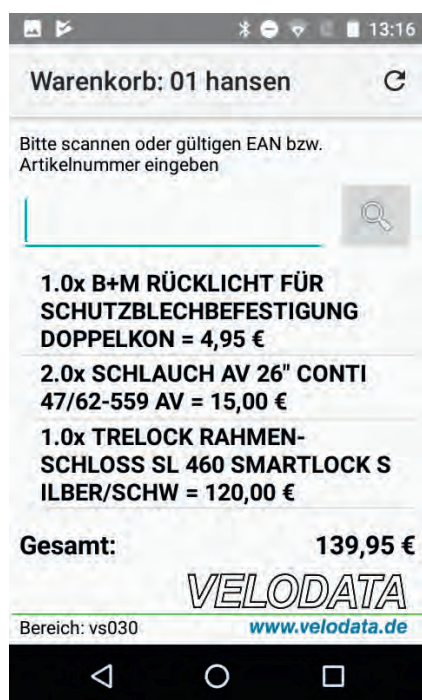 13:16
Warenkorb: 01 hansen
Bitte scannen oder gültigen EAN bzw.
Artikelnummer eingeben
1.0x B+M RÜCKLICHT FÜR
SCHUTZBLECHBEFESTIGUNG
DOPPELKON = 4,95 €
2.0x SCHLAUCH AV 26" CONTI
47/62-559 AV = 15,00 €
1.0x TRELOCK RAHMEN-
SCHLOSS SL 460 SMARTLOCK S
ILBER/SCHW = 120,00 €
Gesamt: 139,95 €
VELODATA
Bereich: vs030 www.velodata.de